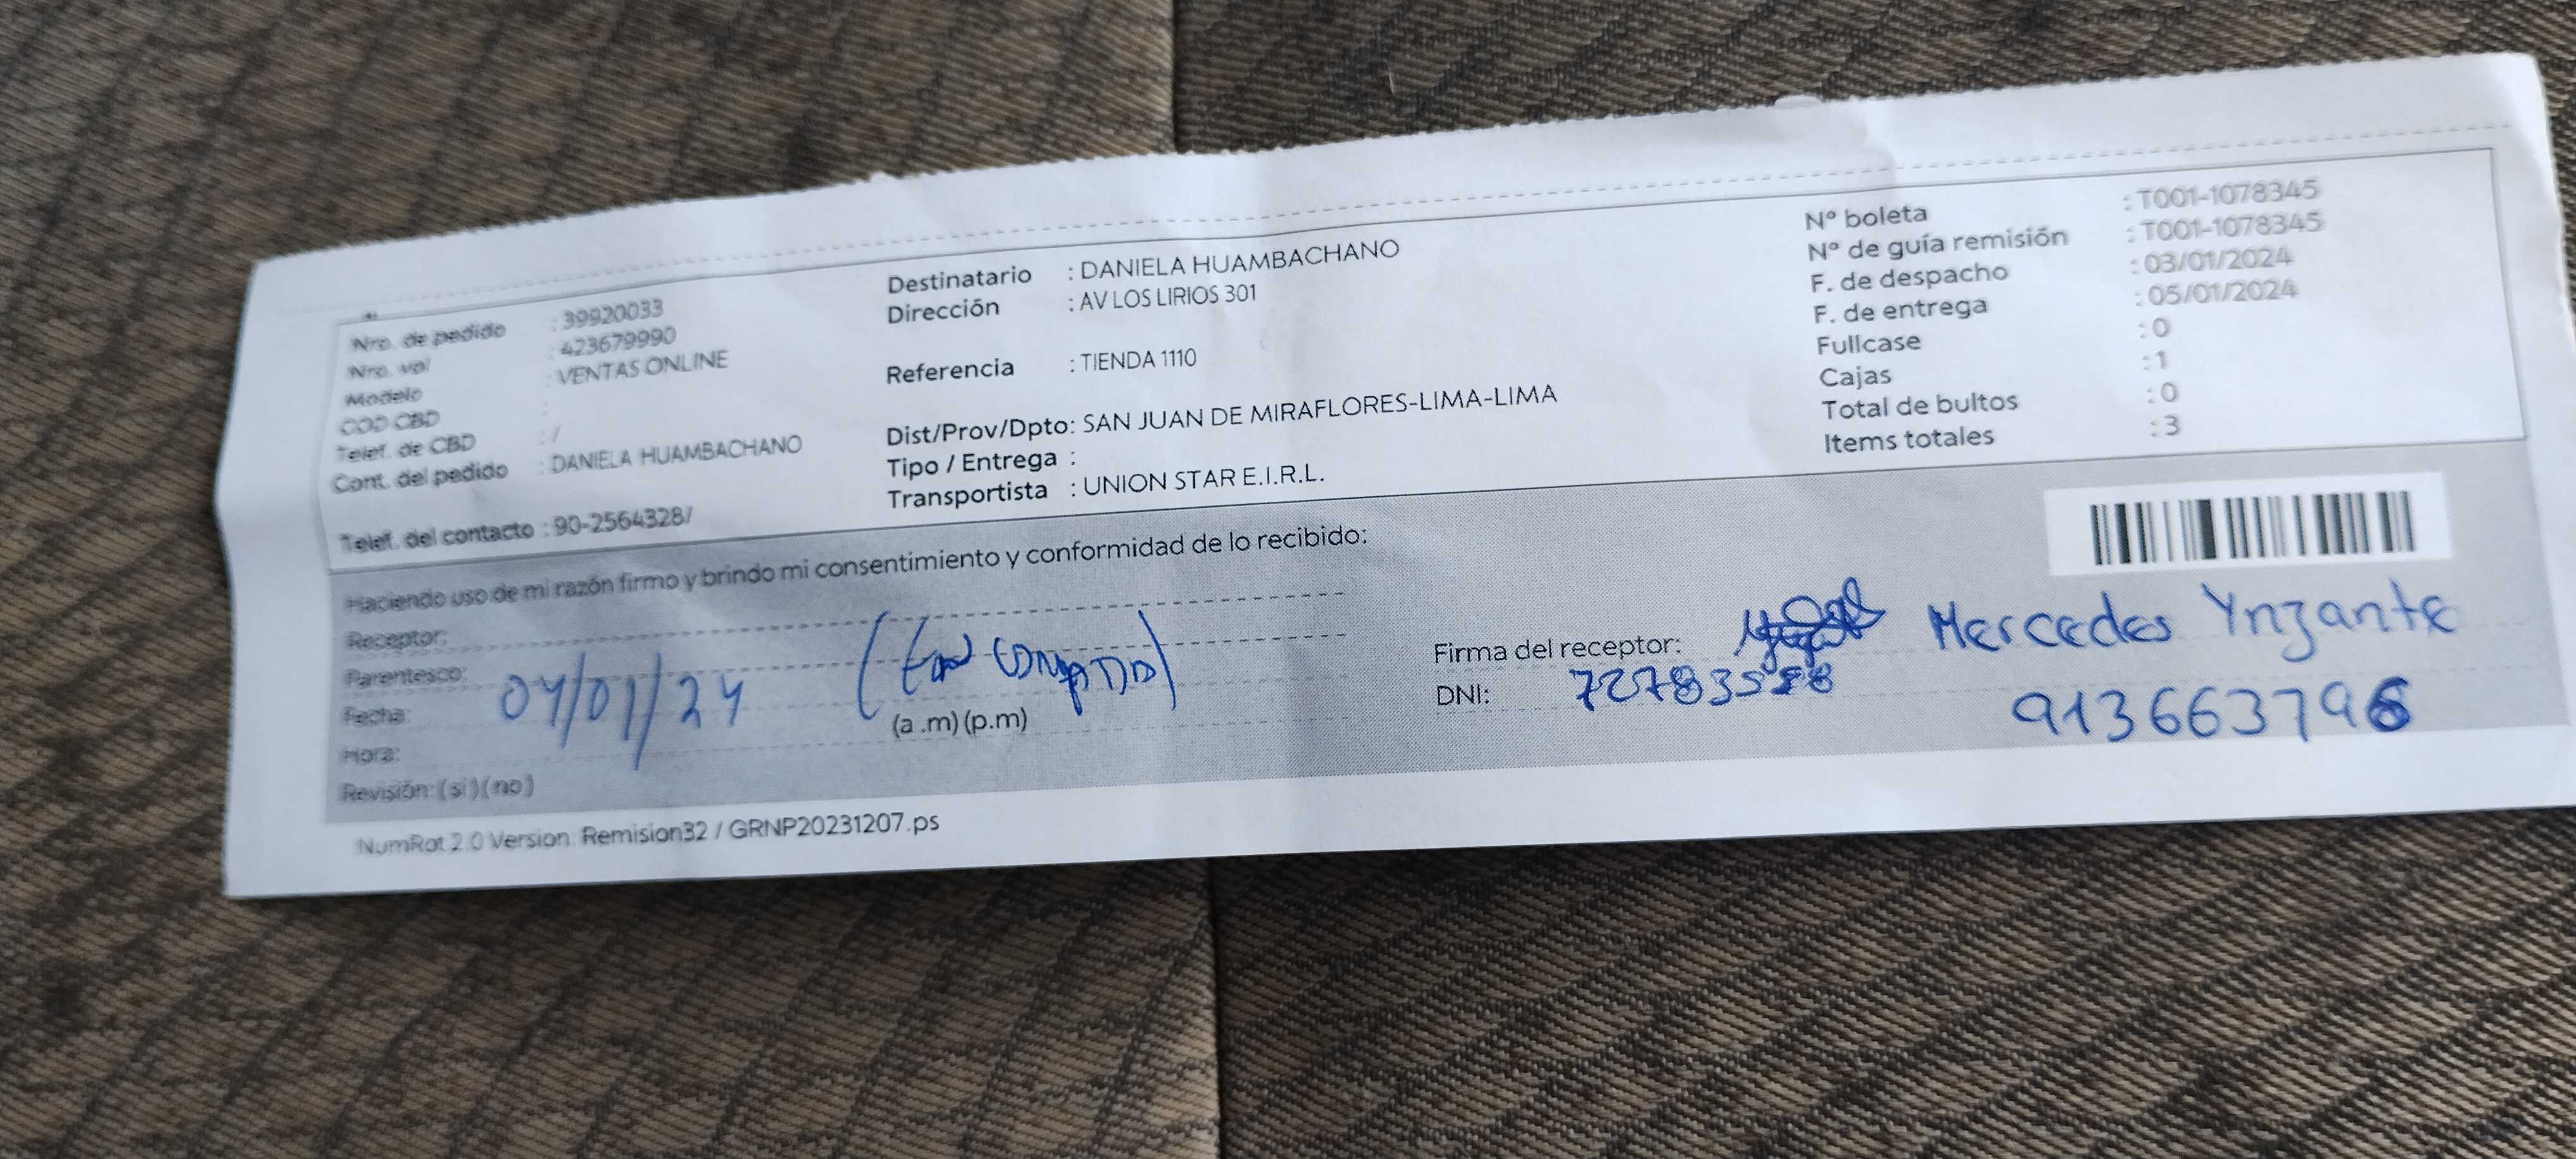 Nro. de pedido : 39920033
Nro. vol : 423679990
Modelo : VENTAS ONLINE
COD CBD :
Telef. de CBD : /
Cont. del pedido : DANIELA HUAMBACHANO
Telef. del contacto : 90-2564328/
Destinatario : DANIELA HUAMBACHANO
Dirección : AV LOS LIRIOS 301
Referencia : TIENDA 1110
Dist/Prov/Dpto: SAN JUAN DE MIRAFLORES-LIMA-LIMA
Tipo / Entrega :
Transportista : UNION STAR E.I.R.L.
Nº boleta : T001-1078345
Nº de guía remisión : T001-1078345
F. de despacho : 03/01/2024
F. de entrega : 05/01/2024
Fullcase : 0
Cajas : 1
Total de bultos : 0
Items totales : 3
Haciendo uso de mi razón firmo y brindo mi consentimiento y conformidad de lo recibido:
Receptor:
Parentesco:
Fecha: 04/01/24
Hora: (a .m) (p.m)
Revisión: (si) (no)
Firma del receptor: Mercedes Ynzante
DNI:
913663796
NumRot 2.0 Version: Remision32 / GRNP20231207.ps